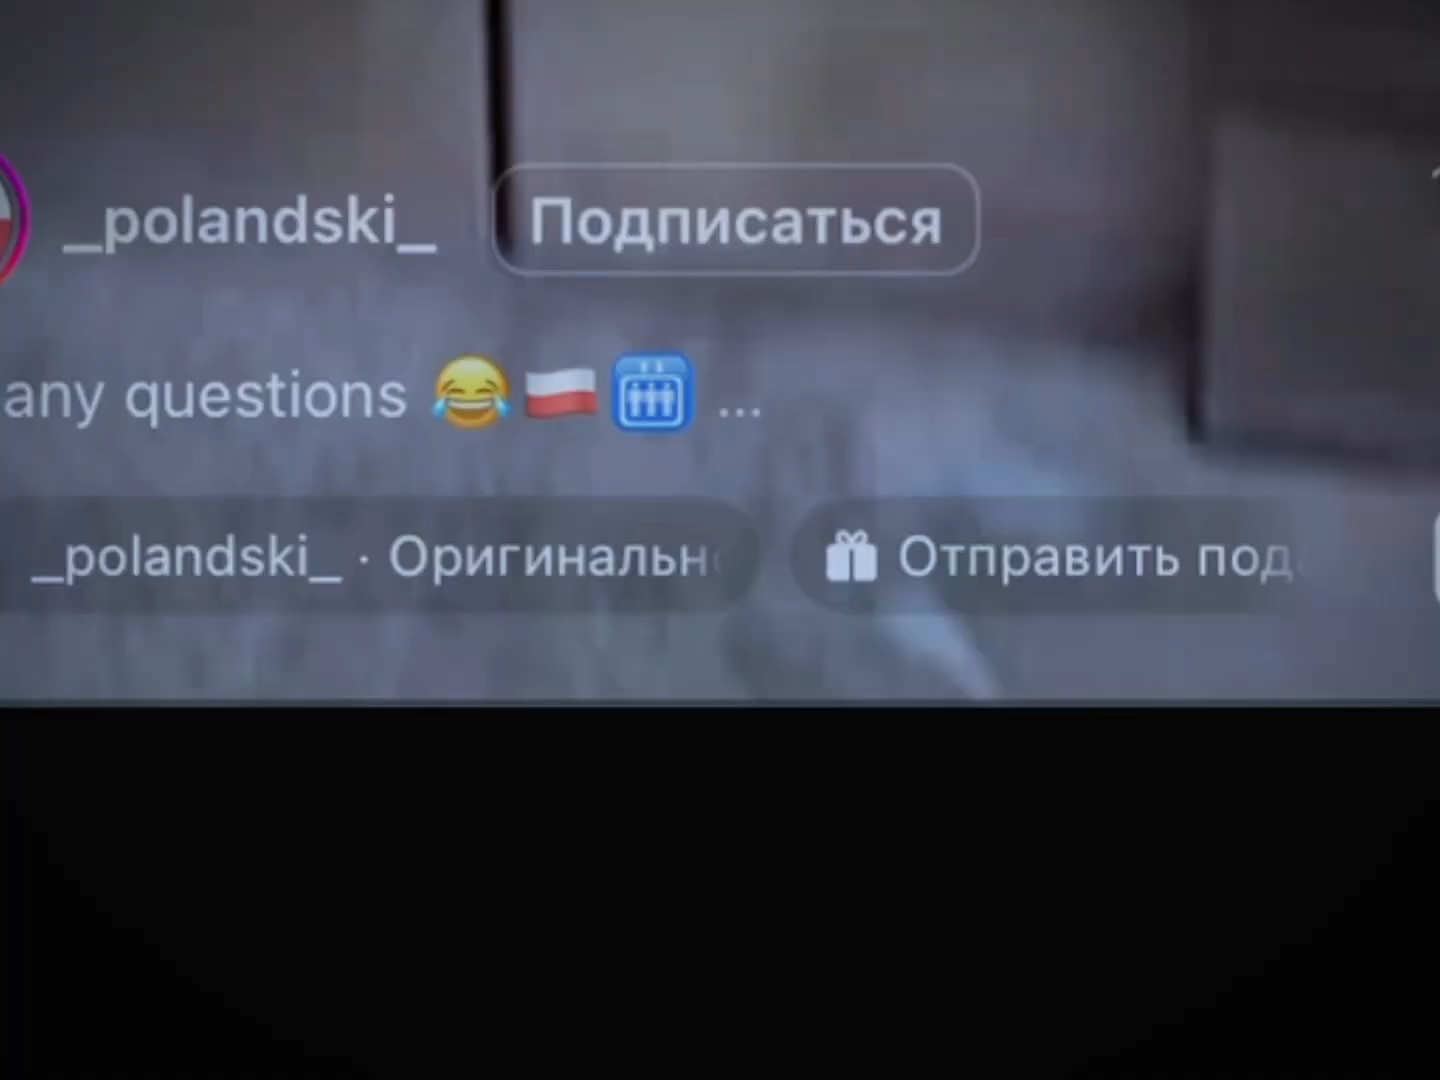 _polandski_ Подписаться
any questions 😂🇵🇱🛗 ...
_polandski_ · Оригинальн Отправить под